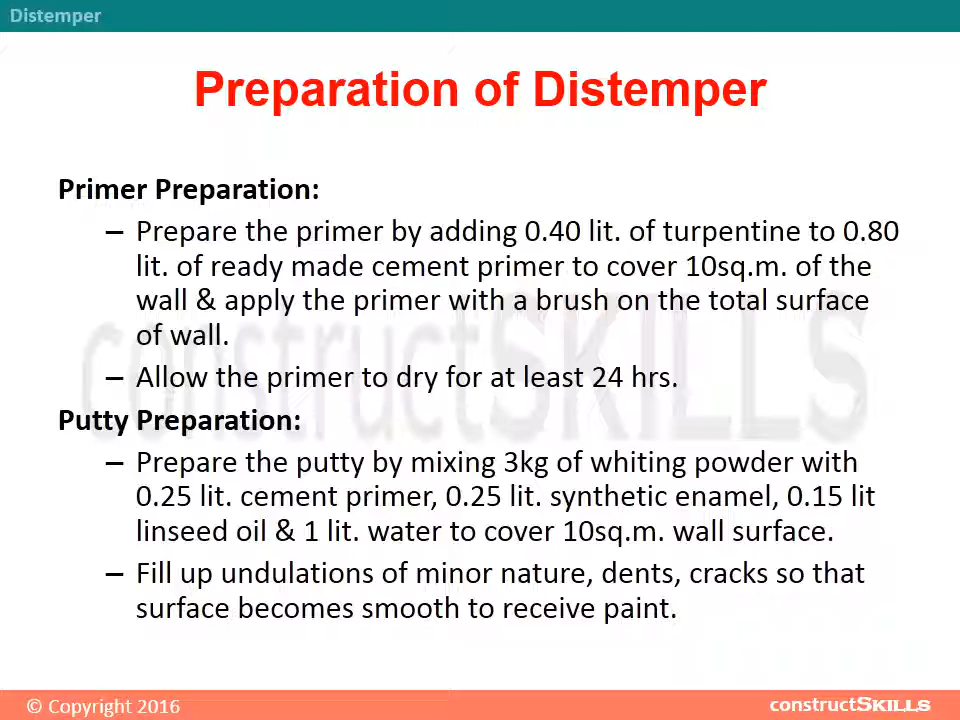 Distemper
Preparation of Distemper
Primer Preparation:
– Prepare the primer by adding 0.40 lit. of turpentine to 0.80
lit. of ready made cement primer to cover 10sq.m. of the
wall & apply the primer with a brush on the total surface
of wall.
– Allow the primer to dry for at least 24 hrs.
Putty Preparation:
– Prepare the putty by mixing 3kg of whiting powder with
0.25 lit. cement primer, 0.25 lit. synthetic enamel, 0.15 lit
linseed oil & 1 lit. water to cover 10sq.m. wall surface.
– Fill up undulations of minor nature, dents, cracks so that
surface becomes smooth to receive paint.
constructSKILLS
© Copyright 2016
constructSKILLS